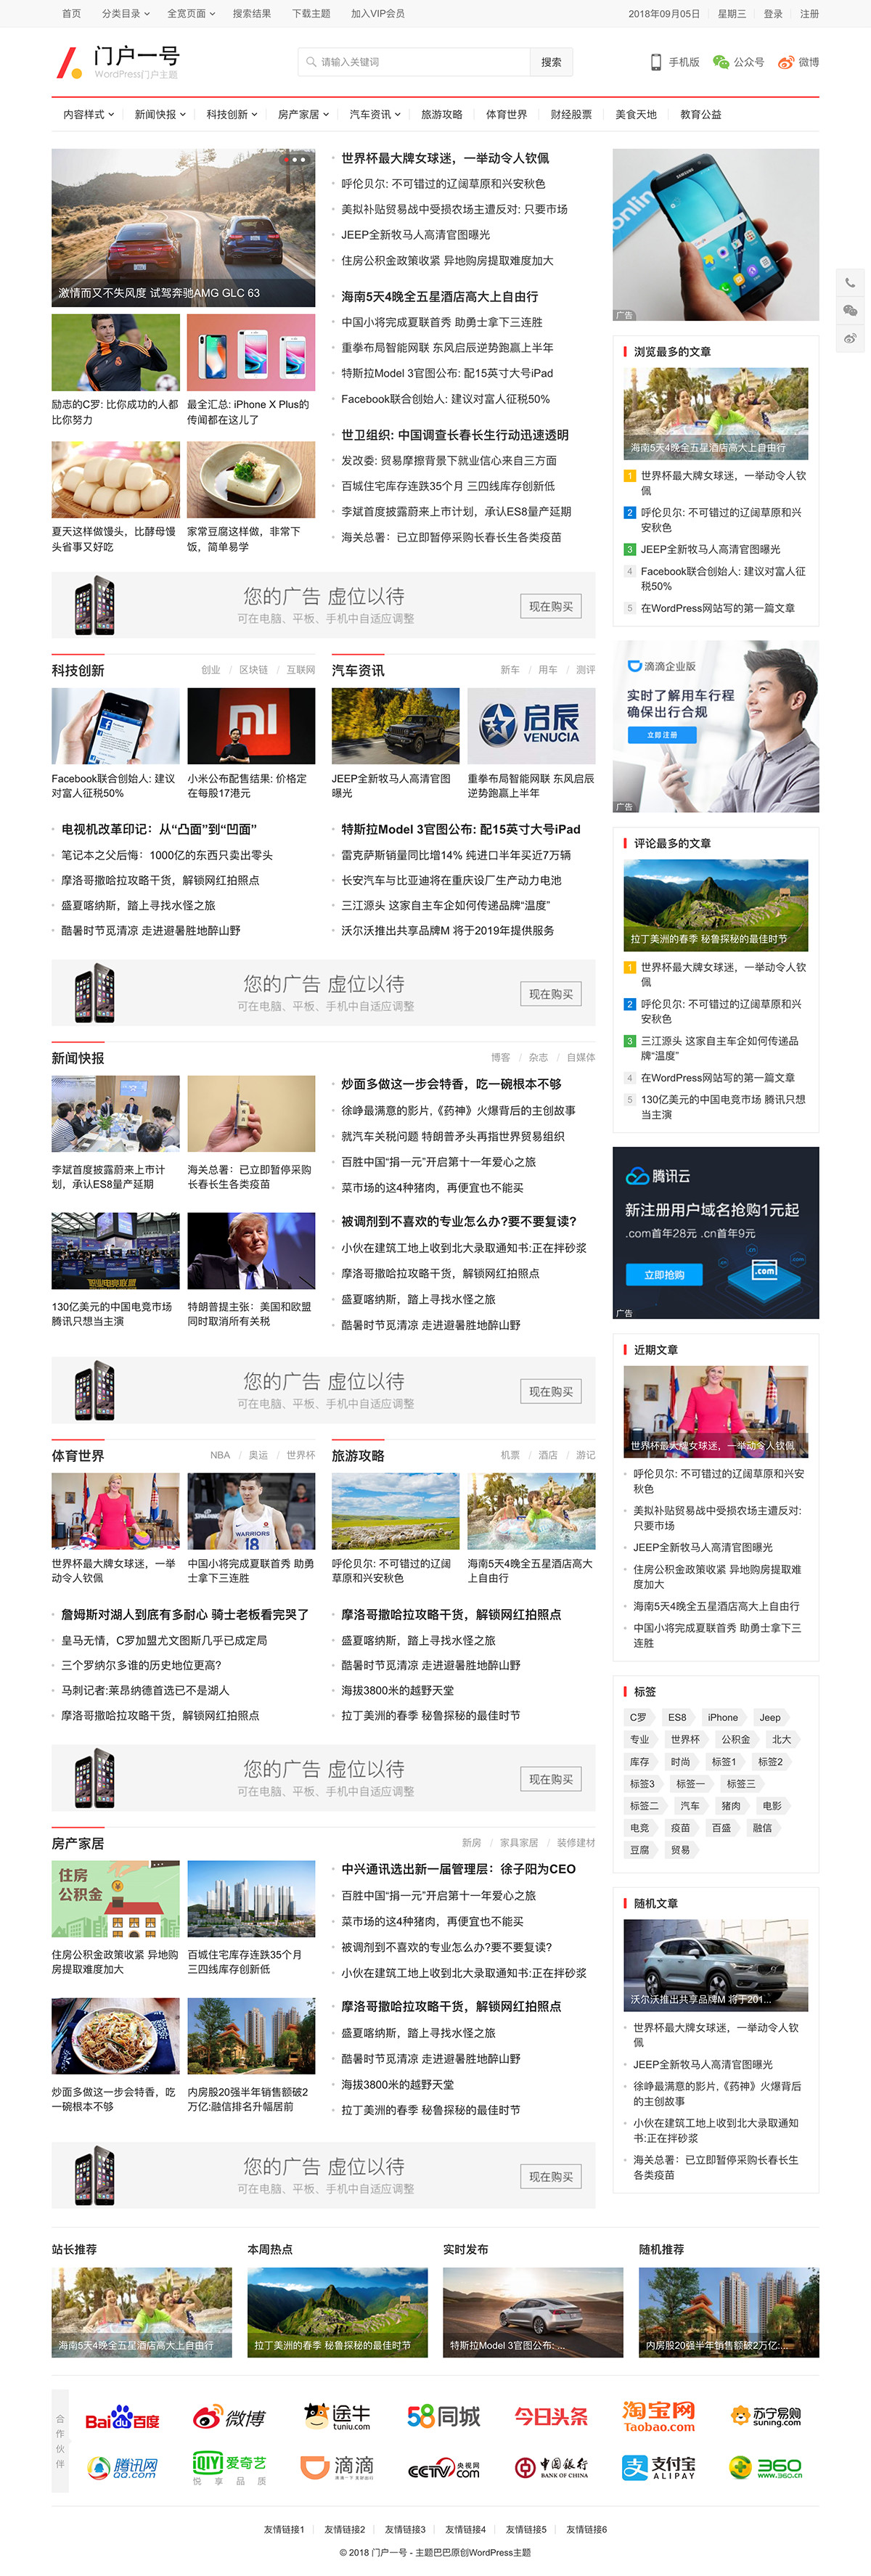 首页 分类目录 全宽页面 搜索结果 下载主题 加入VIP会员 2018年09月05日 星期三 登录 注册
门户一号
WordPress门户主题
请输入关键词 搜索
手机版 公众号 微博
内容样式 新闻快报 科技创新 房产家居 汽车资讯 旅游攻略 体育世界 财经股票 美食天地 教育公益
激情而又不失风度 试驾奔驰AMG GLC 63
励志的C罗: 比你成功的人都
比你努力
最全汇总: iPhone X Plus的
传闻都在这儿了
夏天这样做馒头，比酵母馒
头省事又好吃
家常豆腐这样做，非常下
饭，简单易学
世界杯最大牌女球迷，一举动令人钦佩
呼伦贝尔: 不可错过的辽阔草原和兴安秋色
美拟补贴贸易战中受损农场主遭反对: 只要市场
JEEP全新牧马人高清官图曝光
住房公积金政策收紧 异地购房提取难度加大
海南5天4晚全五星酒店高大上自由行
中国小将完成夏联首秀 助勇士拿下三连胜
重拳布局智能网联 东风启辰逆势跑赢上半年
特斯拉Model 3官图公布: 配15英寸大号iPad
Facebook联合创始人: 建议对富人征税50%
世卫组织: 中国调查长春长生行动迅速透明
发改委: 贸易摩擦背景下就业信心来自三方面
百城住宅库存连跌35个月 三四线库存创新低
李斌首度披露蔚来上市计划，承认ES8量产延期
海关总署：已立即暂停采购长春长生各类疫苗
online
广告
浏览最多的文章
海南5天4晚全五星酒店高大上自由行
1 世界杯最大牌女球迷，一举动令人钦
佩
2 呼伦贝尔: 不可错过的辽阔草原和兴
安秋色
3 JEEP全新牧马人高清官图曝光
4 Facebook联合创始人: 建议对富人征
税50%
5 在WordPress网站写的第一篇文章
您的广告 虚位以待
可在电脑、平板、手机中自适应调整
现在购买
滴滴企业版
实时了解用车行程
确保出行合规
立即注册
广告
科技创新 创业 / 区块链 / 互联网
Facebook联合创始人: 建议
对富人征税50%
小米公布配售结果: 价格定
在每股17港元
电视机改革印记：从“凸面”到“凹面”
笔记本之父后悔：1000亿的东西只卖出零头
摩洛哥撒哈拉攻略干货，解锁网红拍照点
盛夏喀纳斯，踏上寻找水怪之旅
酷暑时节觅清凉 走进避暑胜地醉山野
汽车资讯 新车 / 用车 / 测评
启辰
VENUCIA
JEEP全新牧马人高清官图
曝光
重拳布局智能网联 东风启辰
逆势跑赢上半年
特斯拉Model 3官图公布: 配15英寸大号iPad
雷克萨斯销量同比增14% 纯进口半年买近7万辆
长安汽车与比亚迪将在重庆设厂生产动力电池
三江源头 这家自主车企如何传递品牌“温度”
沃尔沃推出共享品牌M 将于2019年提供服务
评论最多的文章
拉丁美洲的春季 秘鲁探秘的最佳时节
1 世界杯最大牌女球迷，一举动令人钦
佩
2 呼伦贝尔: 不可错过的辽阔草原和兴
安秋色
3 三江源头 这家自主车企如何传递品
牌“温度”
4 在WordPress网站写的第一篇文章
5 130亿美元的中国电竞市场 腾讯只想
当主演
您的广告 虚位以待
可在电脑、平板、手机中自适应调整
现在购买
腾讯云
新注册用户域名抢购1元起
.com首年28元 .cn首年9元
立即抢购
.com
广告
新闻快报 博客 / 杂志 / 自媒体
李斌首度披露蔚来上市计
划，承认ES8量产延期
海关总署：已立即暂停采购
长春长生各类疫苗
130亿美元的中国电竞市场
腾讯只想当主演
特朗普提主张：美国和欧盟
同时取消所有关税
炒面多做这一步会特香，吃一碗根本不够
徐峥最满意的影片,《药神》火爆背后的主创故事
就汽车关税问题 特朗普矛头再指世界贸易组织
百胜中国“捐一元”开启第十一年爱心之旅
菜市场的这4种猪肉，再便宜也不能买
被调剂到不喜欢的专业怎么办?要不要复读?
小伙在建筑工地上收到北大录取通知书:正在拌砂浆
摩洛哥撒哈拉攻略干货，解锁网红拍照点
盛夏喀纳斯，踏上寻找水怪之旅
酷暑时节觅清凉 走进避暑胜地醉山野
近期文章
世界杯最大牌女球迷，一举动令人钦佩
呼伦贝尔: 不可错过的辽阔草原和兴安
秋色
美拟补贴贸易战中受损农场主遭反对:
只要市场
JEEP全新牧马人高清官图曝光
住房公积金政策收紧 异地购房提取难
度加大
海南5天4晚全五星酒店高大上自由行
中国小将完成夏联首秀 助勇士拿下三
连胜
您的广告 虚位以待
可在电脑、平板、手机中自适应调整
现在购买
体育世界 NBA / 奥运 / 世界杯
WARRIORS
18
世界杯最大牌女球迷，一举
动令人钦佩
中国小将完成夏联首秀 助勇
士拿下三连胜
詹姆斯对湖人到底有多耐心 骑士老板看完哭了
皇马无情，C罗加盟尤文图斯几乎已成定局
三个罗纳尔多谁的历史地位更高?
马刺记者:莱昂纳德首选已不是湖人
摩洛哥撒哈拉攻略干货，解锁网红拍照点
旅游攻略 机票 / 酒店 / 游记
呼伦贝尔: 不可错过的辽阔
草原和兴安秋色
海南5天4晚全五星酒店高大
上自由行
摩洛哥撒哈拉攻略干货，解锁网红拍照点
盛夏喀纳斯，踏上寻找水怪之旅
酷暑时节觅清凉 走进避暑胜地醉山野
海拔3800米的越野天堂
拉丁美洲的春季 秘鲁探秘的最佳时节
标签
C罗 ES8 iPhone Jeep
专业 世界杯 公积金 北大
库存 时尚 标签1 标签2
标签3 标签一 标签三
标签二 汽车 猪肉 电影
电竞 疫苗 百盛 融信
豆腐 贸易
您的广告 虚位以待
可在电脑、平板、手机中自适应调整
现在购买
房产家居 新房 / 家具家居 / 装修建材
住房
公积金
住房公积金政策收紧 异地购
房提取难度加大
百城住宅库存连跌35个月
三四线库存创新低
炒面多做这一步会特香，吃
一碗根本不够
内房股20强半年销售额破2
万亿:融信排名升幅居前
中兴通讯选出新一届管理层：徐子阳为CEO
百胜中国“捐一元”开启第十一年爱心之旅
菜市场的这4种猪肉，再便宜也不能买
被调剂到不喜欢的专业怎么办?要不要复读?
小伙在建筑工地上收到北大录取通知书:正在拌砂浆
摩洛哥撒哈拉攻略干货，解锁网红拍照点
盛夏喀纳斯，踏上寻找水怪之旅
酷暑时节觅清凉 走进避暑胜地醉山野
海拔3800米的越野天堂
拉丁美洲的春季 秘鲁探秘的最佳时节
随机文章
沃尔沃推出共享品牌M 将于201...
世界杯最大牌女球迷，一举动令人钦
佩
JEEP全新牧马人高清官图曝光
徐峥最满意的影片,《药神》火爆背后
的主创故事
小伙在建筑工地上收到北大录取通知
书:正在拌砂浆
海关总署：已立即暂停采购长春长生
各类疫苗
您的广告 虚位以待
可在电脑、平板、手机中自适应调整
现在购买
站长推荐 本周热点 实时发布 随机推荐
海南5天4晚全五星酒店高大上自由行
拉丁美洲的春季 秘鲁探秘的最佳时节
特斯拉Model 3官图公布: ...
内房股20强半年销售额破2万亿:...
合作伙伴
Bai du 百度
微博
途牛 tuniu.com
58同城
今日头条
淘宝网 Taobao.com
苏宁易购 suning.com
腾讯网 QQ.com
iQIYI 爱奇艺 悦享品质
滴滴
CCTV.com 央视网
中国银行 BANK OF CHINA
支付宝 ALIPAY
360 www.360.cn
友情链接1 友情链接2 友情链接3 友情链接4 友情链接5 友情链接6
© 2018 门户一号 - 主题巴巴原创WordPress主题